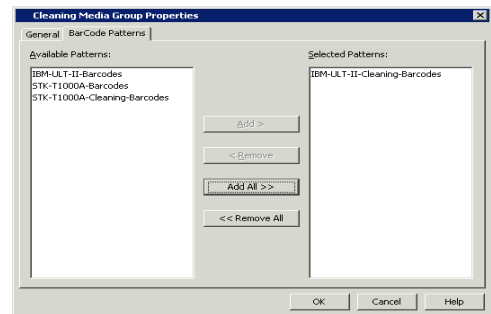 Cleaning Media Group Properties
General BarCode Patterns
Available Patterns: Selected Patterns:
IBM-ULT-II-Barcodes IBM-ULT-II-Cleaning-Barcodes
STK-T1000A-Barcodes
STK-T1000A-Cleaning-Barcodes
Add >
< Remove
Add All >>
<< Remove All
OK Cancel Help